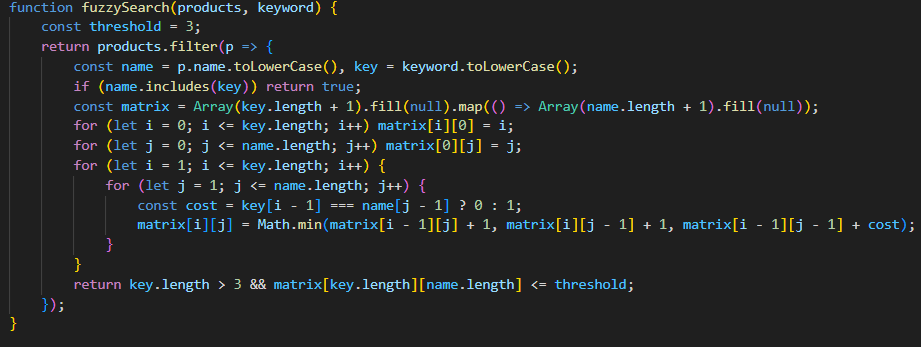 function fuzzySearch(products, keyword) {
    const threshold = 3;
    return products.filter(p => {
        const name = p.name.toLowerCase(), key = keyword.toLowerCase();
        if (name.includes(key)) return true;
        const matrix = Array(key.length + 1).fill(null).map(() => Array(name.length + 1).fill(null));
        for (let i = 0; i <= key.length; i++) matrix[i][0] = i;
        for (let j = 0; j <= name.length; j++) matrix[0][j] = j;
        for (let i = 1; i <= key.length; i++) {
            for (let j = 1; j <= name.length; j++) {
                const cost = key[i - 1] === name[j - 1] ? 0 : 1;
                matrix[i][j] = Math.min(matrix[i - 1][j] + 1, matrix[i][j - 1] + 1, matrix[i - 1][j - 1] + cost);
            }
        }
        return key.length > 3 && matrix[key.length][name.length] <= threshold;
    });
}